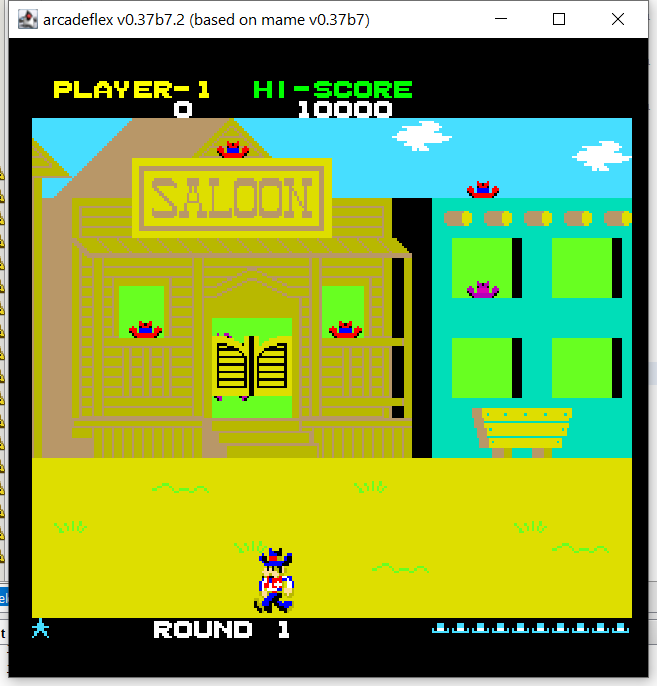 arcadeflex v0.37b7.2 (based on mame v0.37b7)
PLAYER-1 HI-SCORE
0 10000
SALOON
ROUND 1